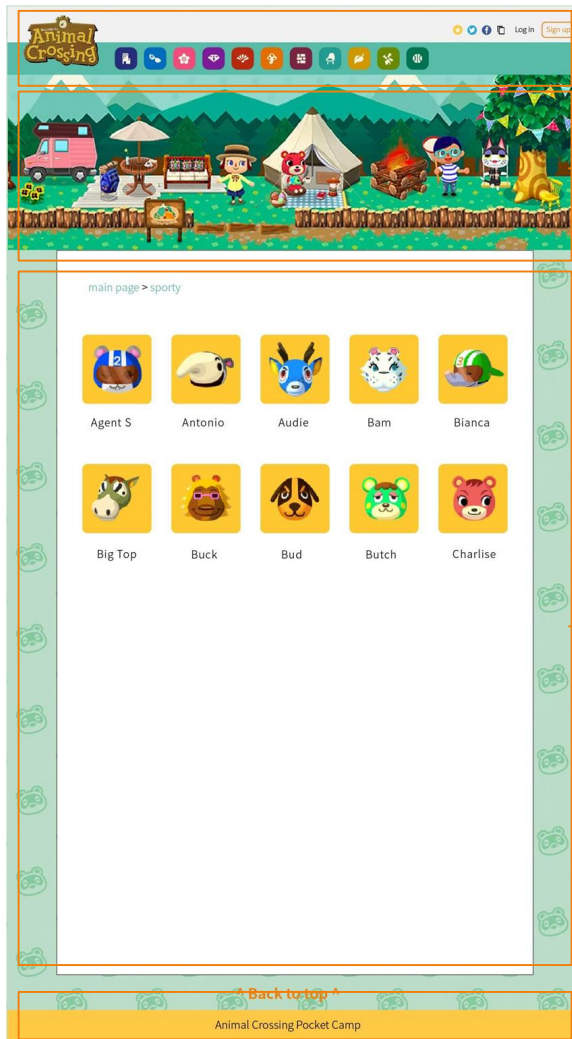 Animal
Crossing
Log in
Sign up
main page > sporty
2
Agent S
Antonio
Audie
Bam
Bianca
Big Top
Buck
Bud
Butch
Charlise
^ Back to top ^
Animal Crossing Pocket Camp